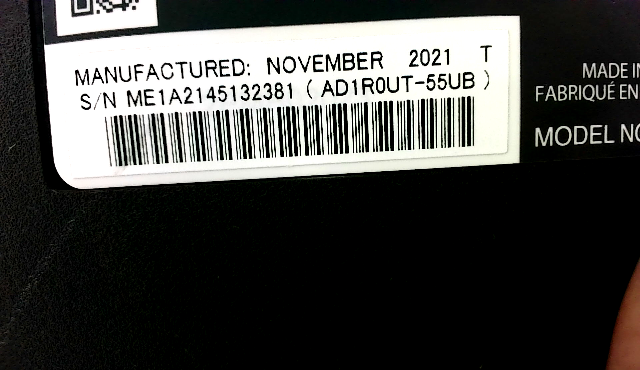 MANUFACTURED: NOVEMBER 2021 T
S/N ME1A2145132381 ( AD1R0UT-55UB )
MADE IN
FABRIQUÉ EN
MODEL NO